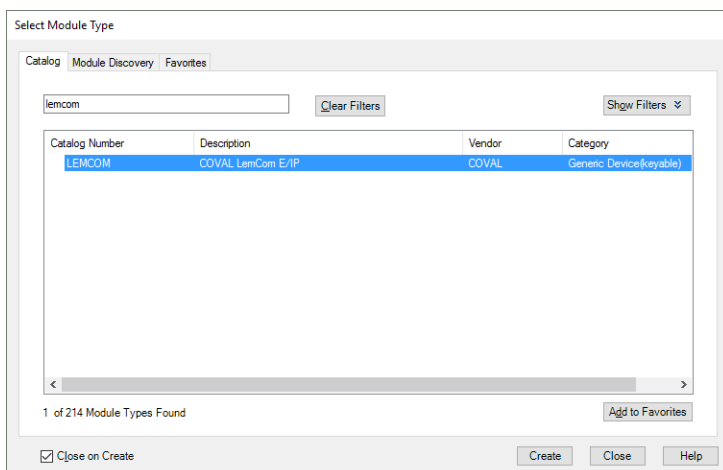 Select Module Type
Catalog Module Discovery Favorites
lemcom Clear Filters Show Filters
Catalog Number Description Vendor Category
LEMCOM COVAL LemCom E/IP COVAL Generic Device(keyable)
1 of 214 Module Types Found Add to Favorites
Close on Create Create Close Help